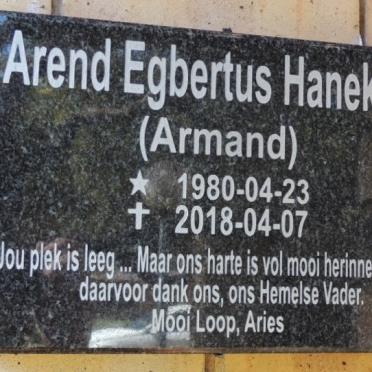 Arend Egbertus Hanek
(Armand)
★ 1980-04-23
✝ 2018-04-07
Jou plek is leeg ... Maar ons harte is vol mooi herinne
daarvoor dank ons, ons Hemelse Vader.
Mooi Loop, Aries